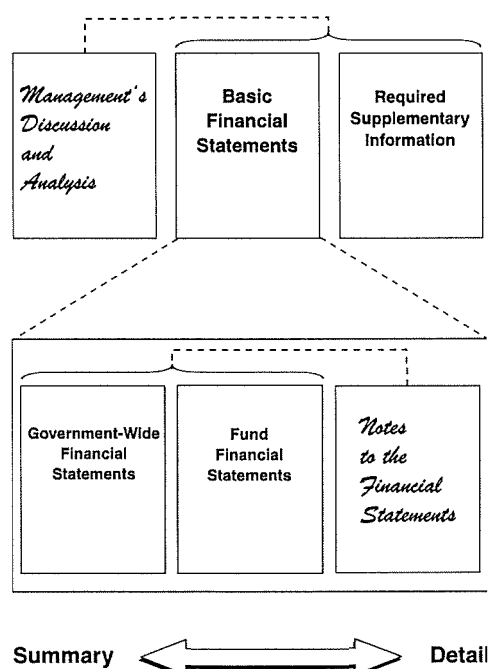 Management's
Discussion
and
Analysis
Basic
Financial
Statements
Required
Supplementary
Information
Government-Wide
Financial
Statements
Fund
Financial
Statements
Notes
to the
Financial
Statements
Summary
Detail